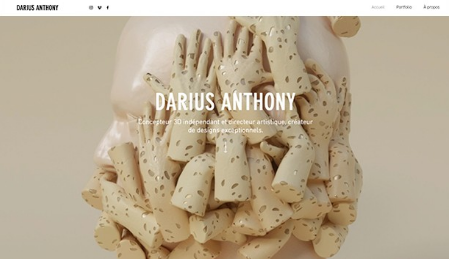 DARIUS ANTHONY
Accueil
Portfolio
À propos
DARIUS ANTHONY
Concepteur 3D indépendant et directeur artistique, créateur
de designs exceptionnels.